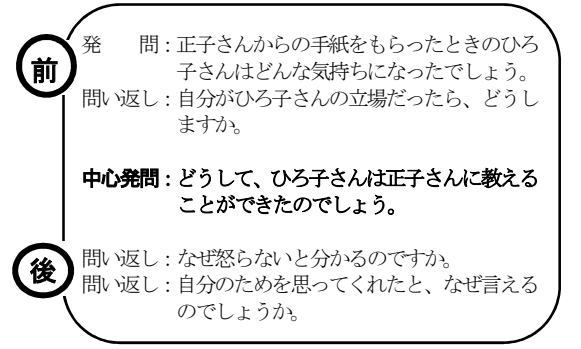 前
発　　問：正子さんからの手紙をもらったときのひろ
子さんはどんな気持ちになったでしょう。
問い返し：自分がひろ子さんの立場だったら、どうし
ますか。
中心発問：どうして、ひろ子さんは正子さんに教える
ことができたのでしょう。
後
問い返し：なぜ怒らないと分かるのですか。
問い返し：自分のためを思ってくれたと、なぜ言える
のでしょうか。